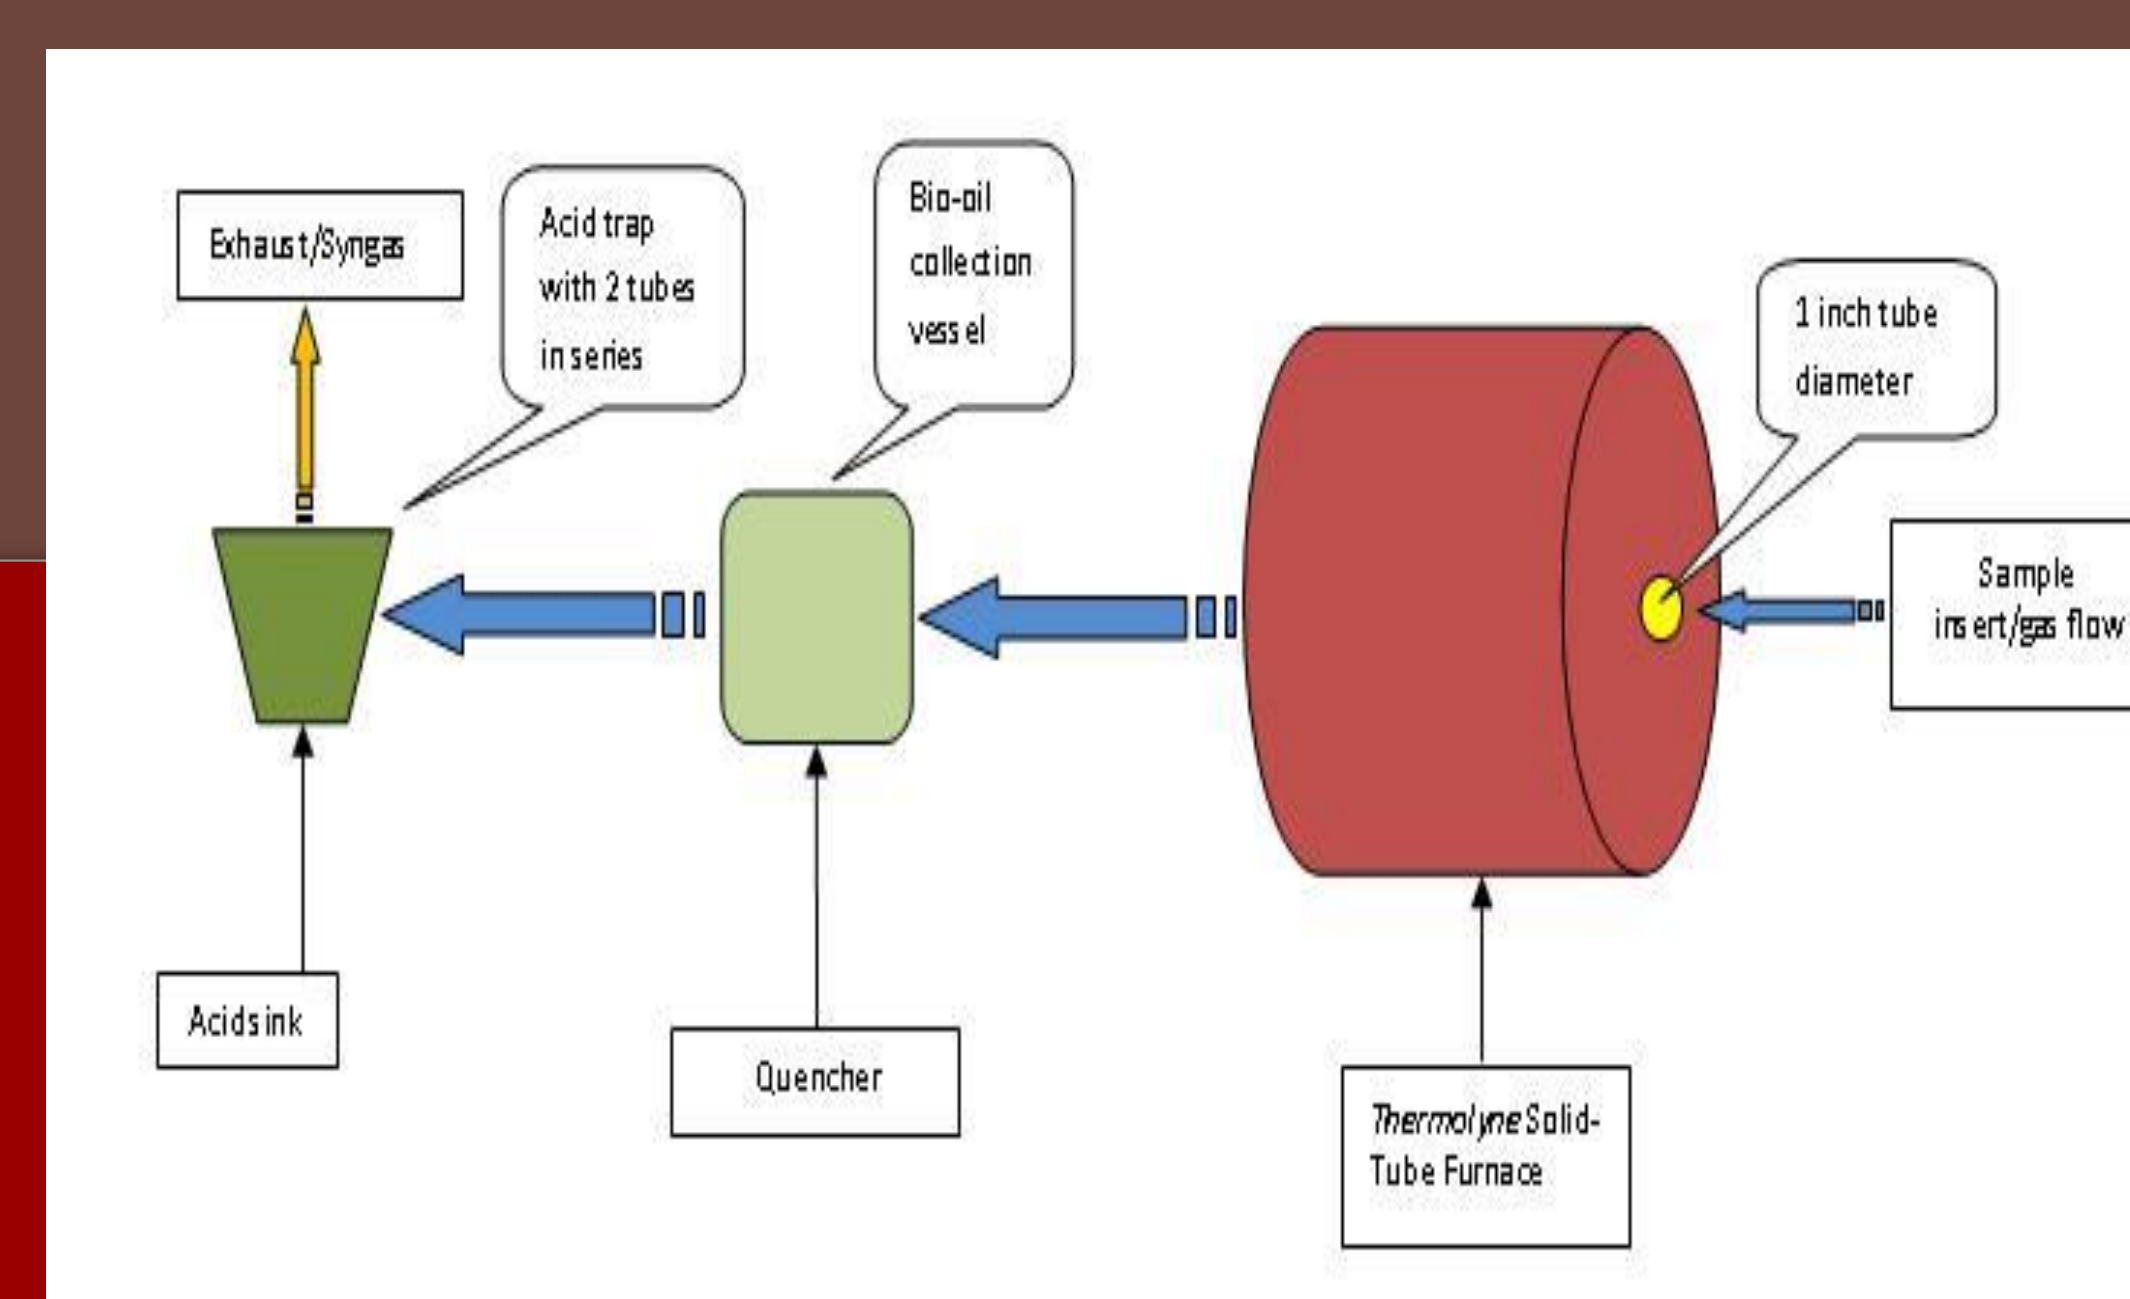 Exhaust/Syngas
Acid trap
with 2 tubes
in series
Bio-oil
collection
vessel
1 inch tube
diameter
Sample
insert/gas flow
Acid sink
Quencher
Thermolyne Solid-
Tube Furnace